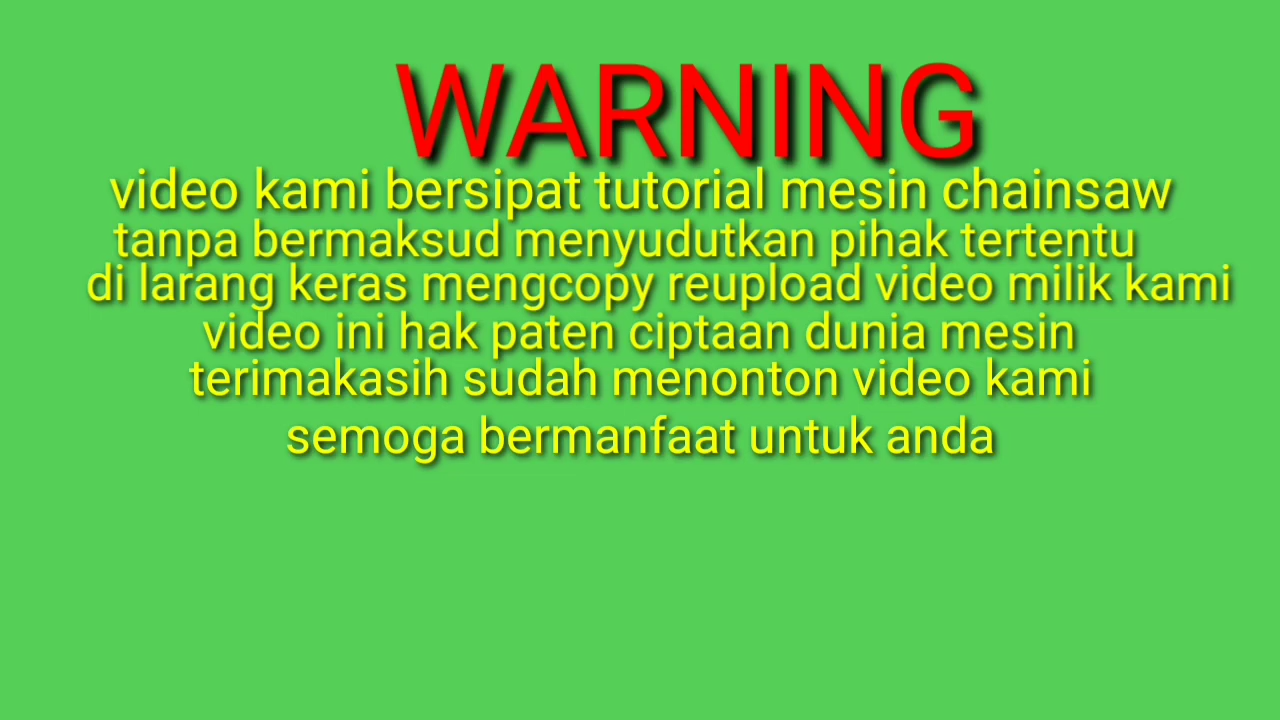 WARNING
video kami bersipat tutorial mesin chainsaw
tanpa bermaksud menyudutkan pihak tertentu
di larang keras mengcopy reupload video milik kami
video ini hak paten ciptaan dunia mesin
terimakasih sudah menonton video kami
semoga bermanfaat untuk anda